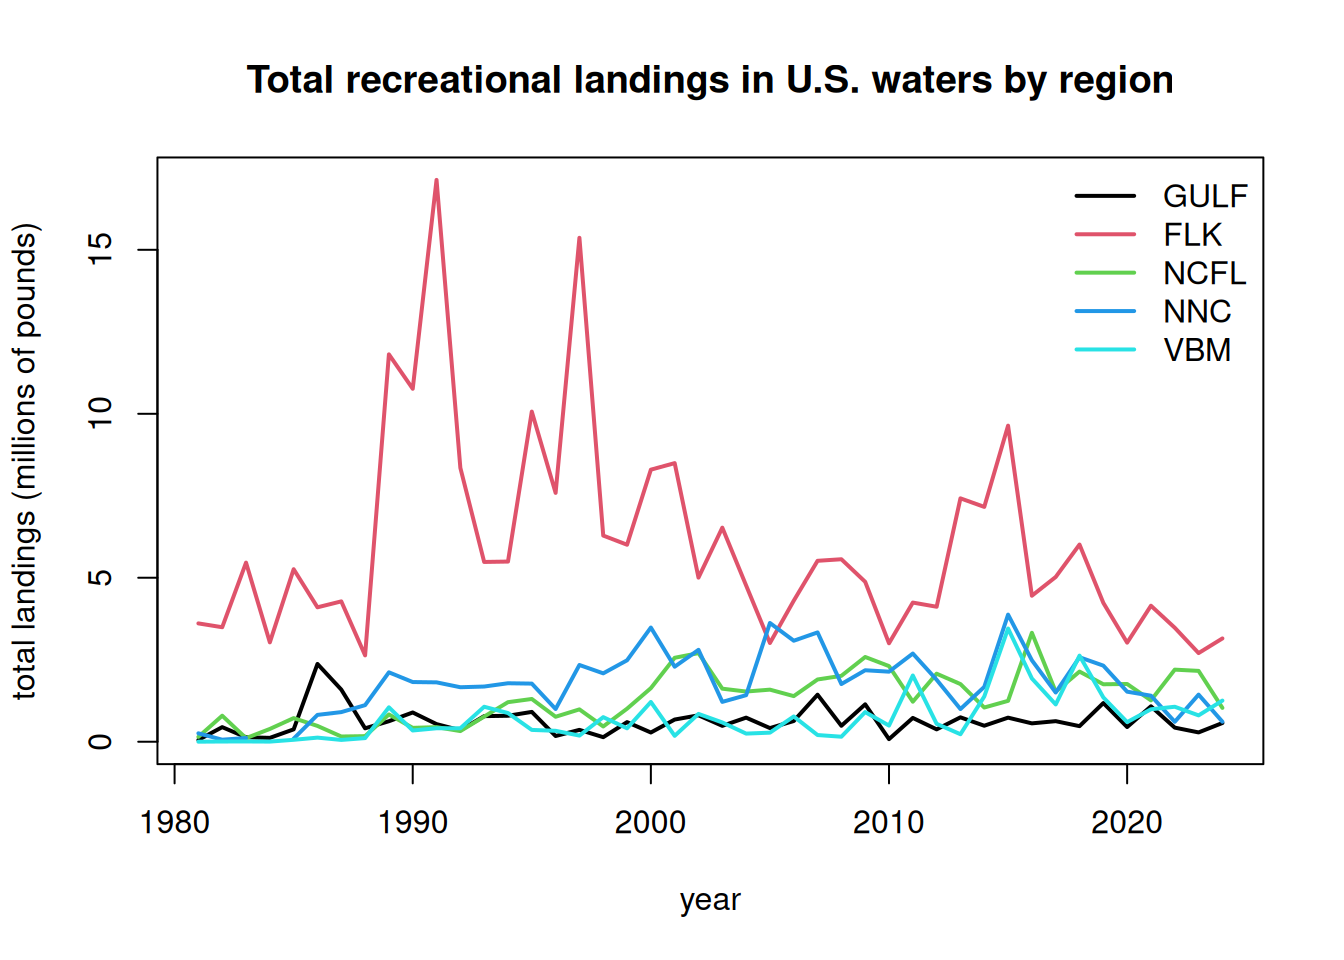 Total recreational landings in U.S. waters by region
total landings (millions of pounds)
15
10
5
0
GULF
FLK
NCFL
NNC
VBM
1980 1990 2000 2010 2020
year